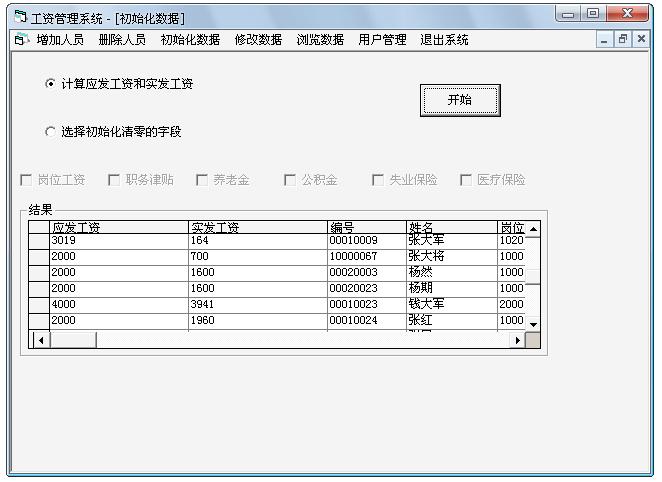 工资管理系统 - [初始化数据]
增加人员 删除人员 初始化数据 修改数据 浏览数据 用户管理 退出系统
计算应发工资和实发工资
开始
选择初始化清零的字段
岗位工资 职务津贴 养老金 公积金 失业保险 医疗保险
结果
应发工资 实发工资 编号 姓名 岗位
3019 164 00010009 张大军 1020
2000 700 10000067 张大将 1000
2000 1600 00020003 杨然 1000
2000 1600 00020023 杨期 1000
4000 3941 00010023 钱大军 2000
2000 1960 00010024 张红 1000